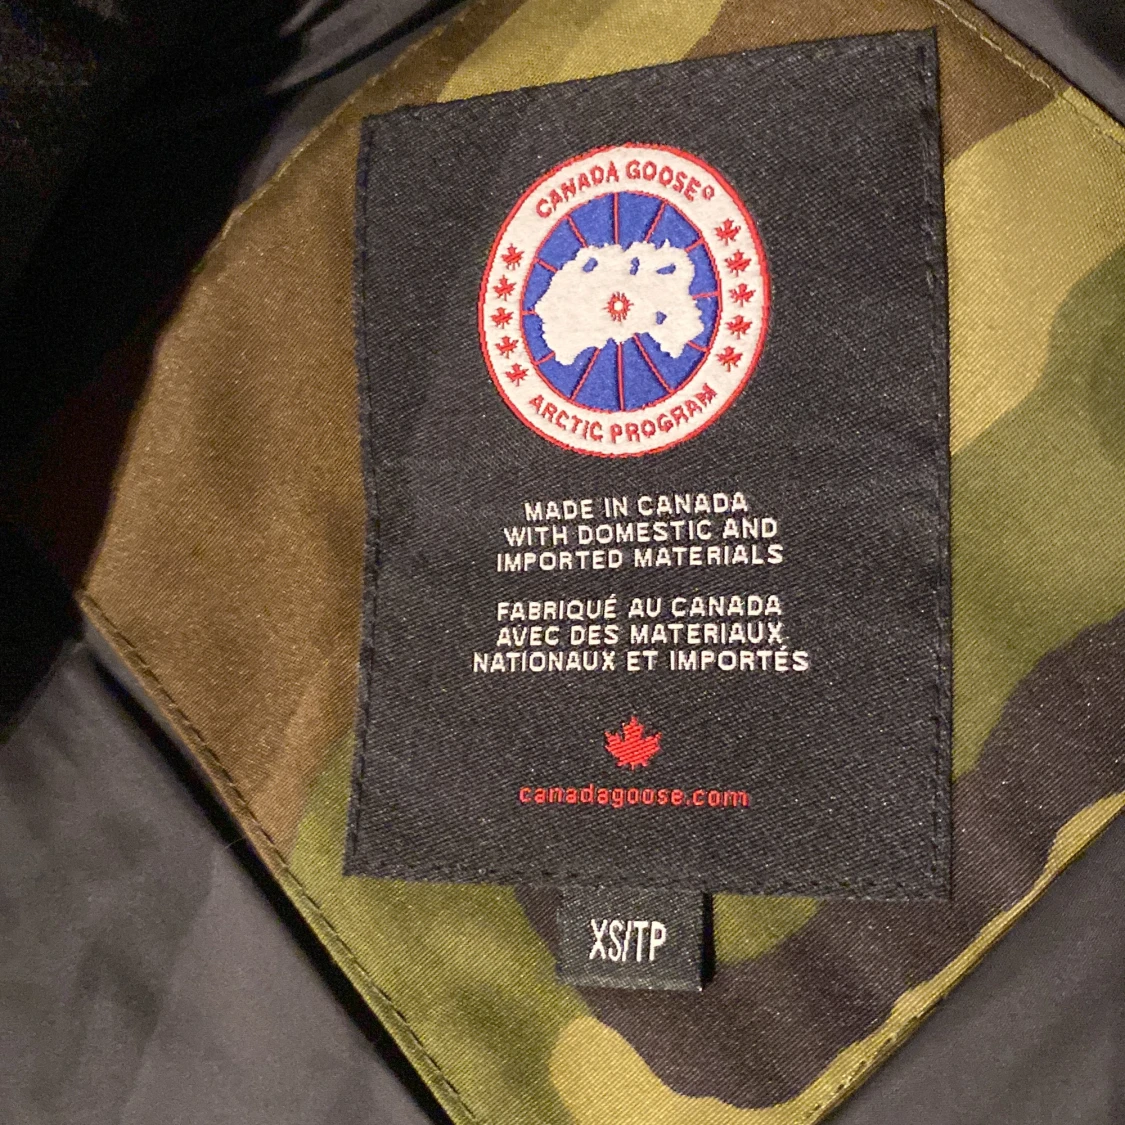 CANADA GOOSE®
ARCTIC PROGRAM
MADE IN CANADA
WITH DOMESTIC AND
IMPORTED MATERIALS
FABRIQUÉ AU CANADA
AVEC DES MATERIAUX
NATIONAUX ET IMPORTÉS
canadagoose.com
XS/TP